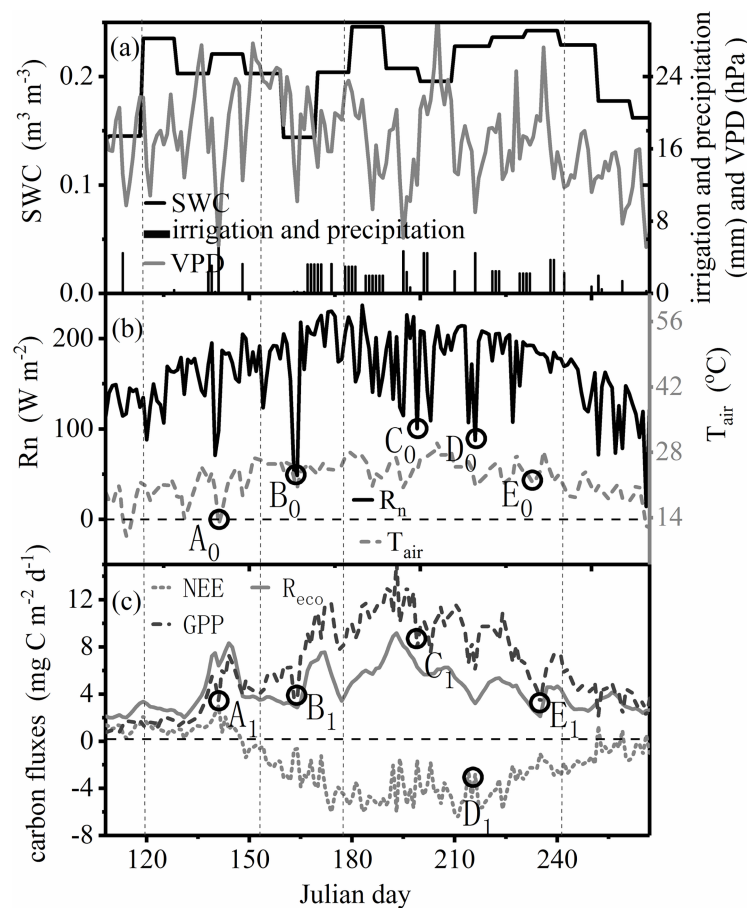 (a)
0.2
0.1
0.0
SWC (m³ m⁻³)
SWC
irrigation and precipitation
VPD
24
16
8
0
irrigation and precipitation
(mm) and VPD (hPa)
(b)
200
100
0
Rn (W m⁻²)
A₀
B₀
C₀
D₀
E₀
Rₙ
T_air
56
42
28
14
T_air (°C)
(c)
NEE
R_eco
GPP
12
8
4
0
-4
-8
carbon fluxes (mg C m⁻² d⁻¹)
A₁
B₁
C₁
D₁
E₁
120 150 180 210 240
Julian day